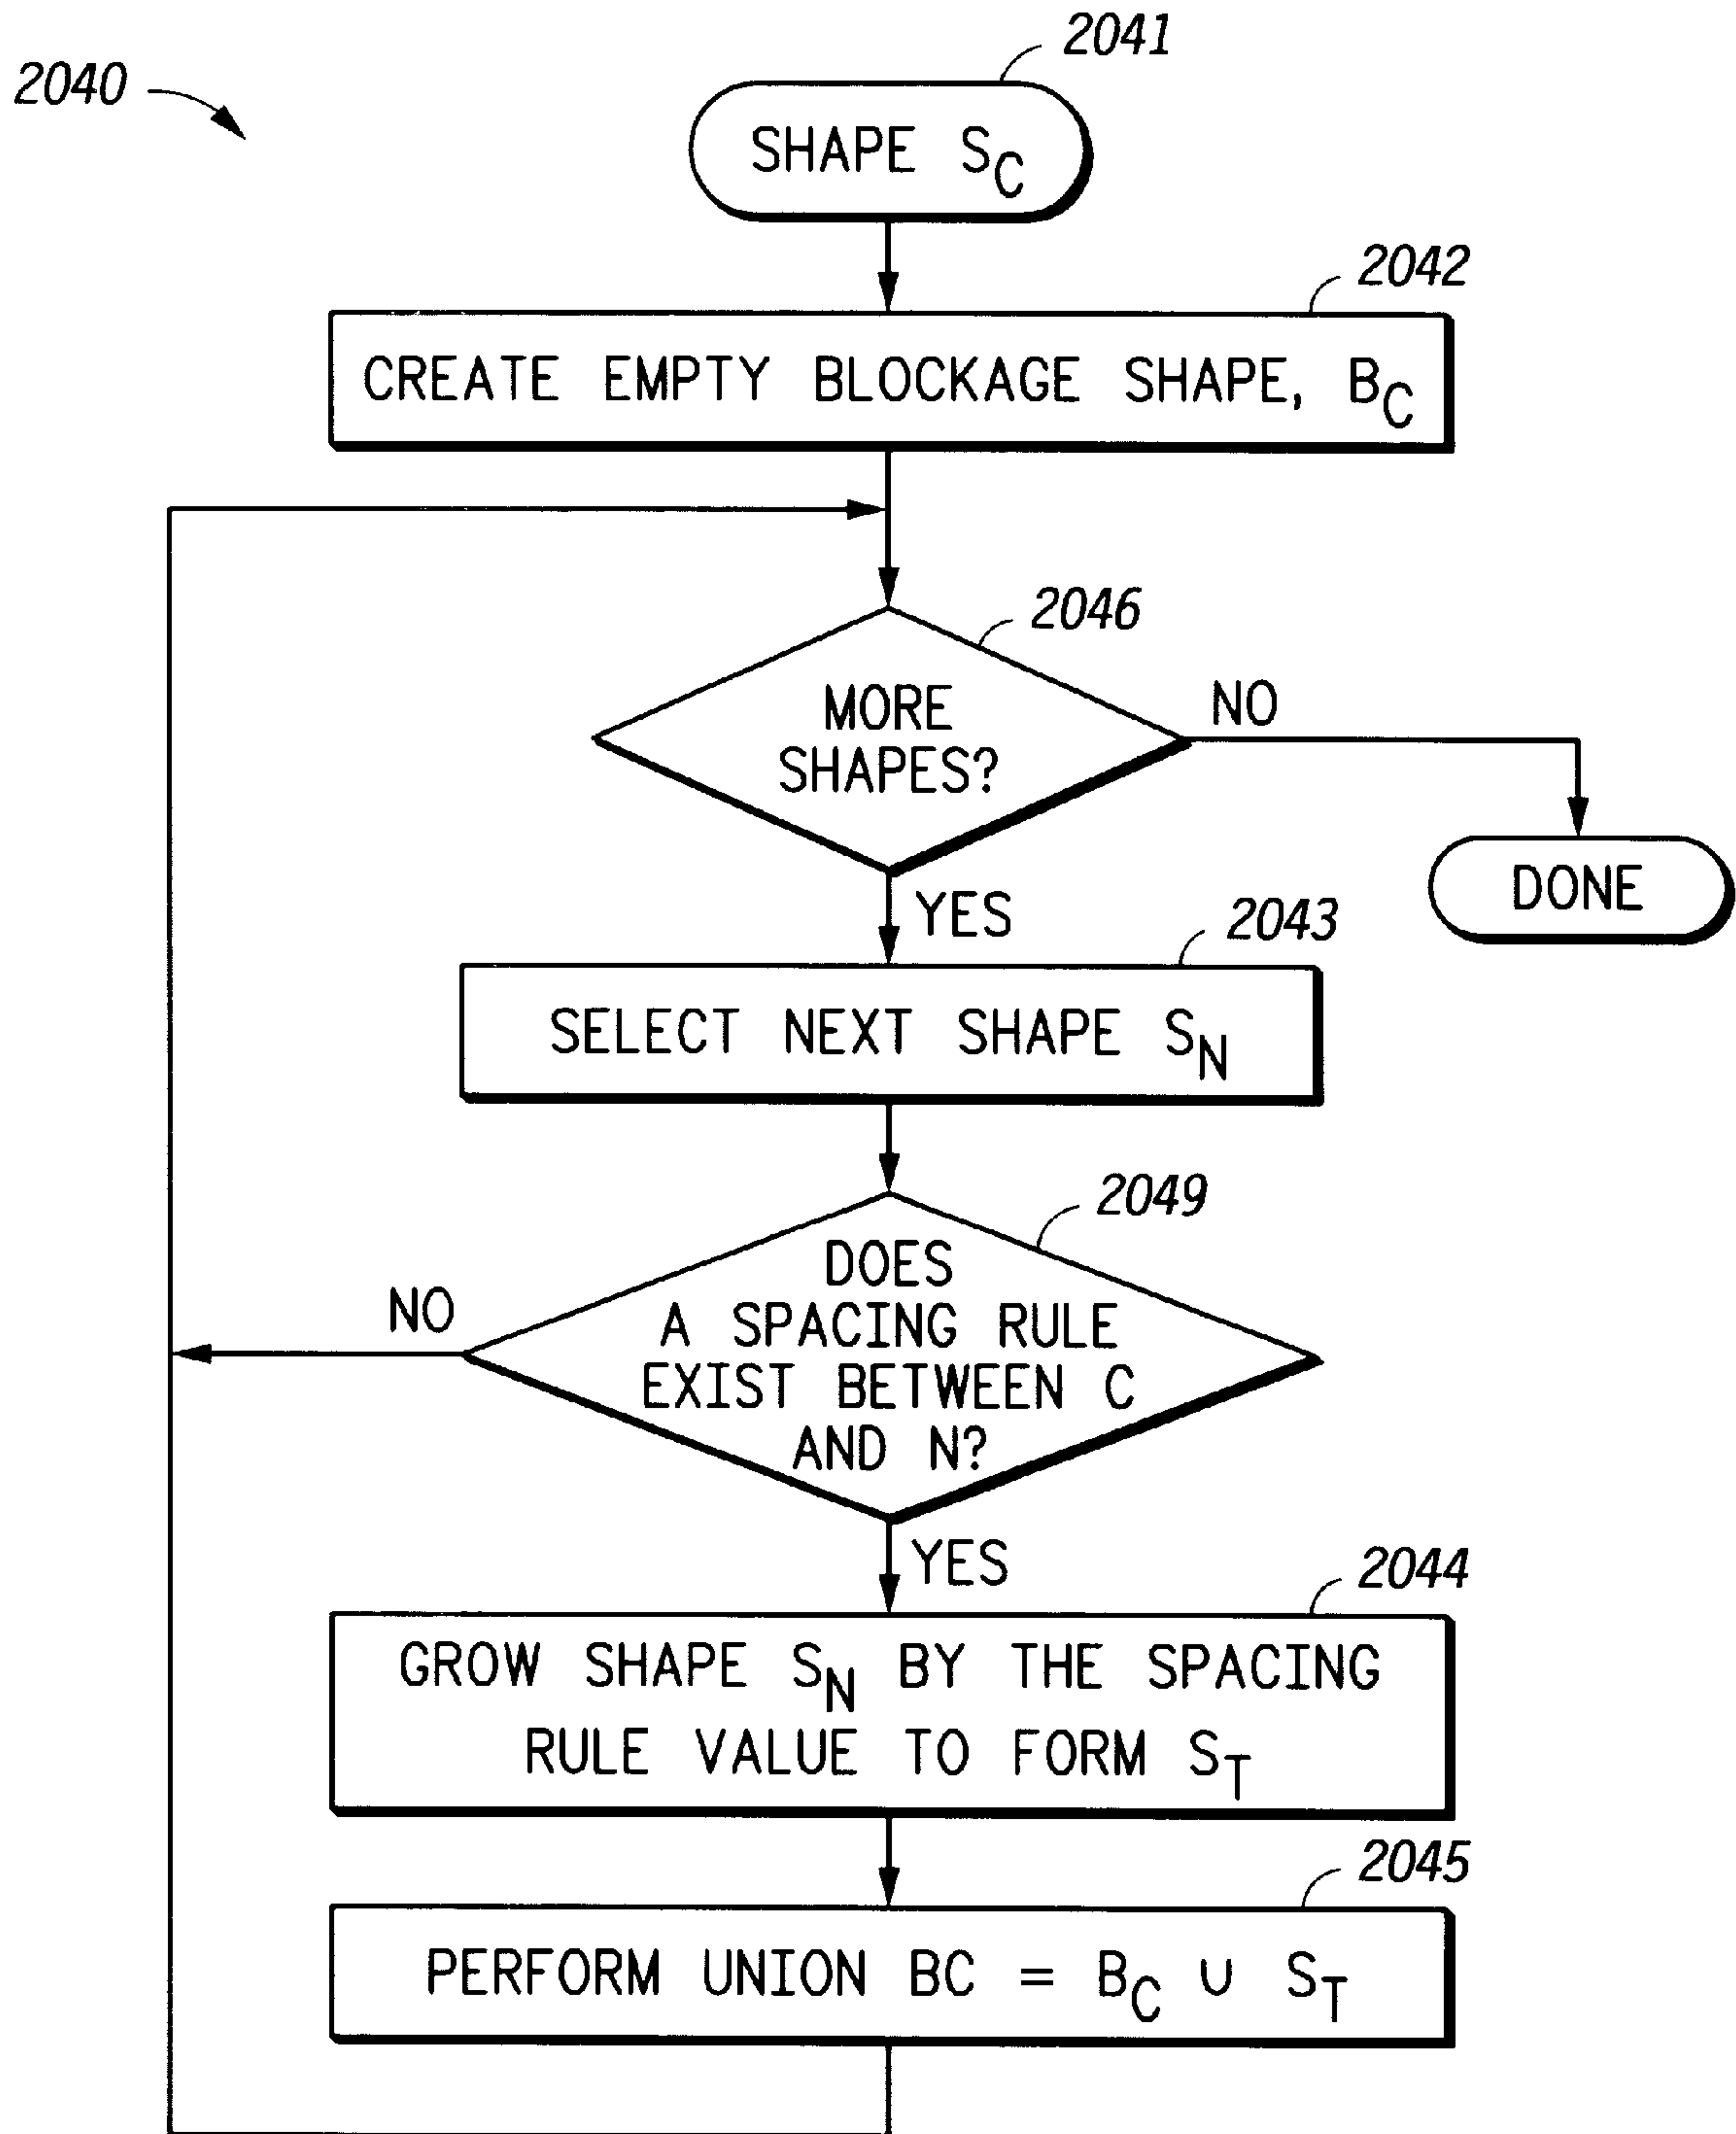 2040
2041
SHAPE S_C
2042
CREATE EMPTY BLOCKAGE SHAPE, B_C
2046
MORE
SHAPES?
NO
DONE
YES
2043
SELECT NEXT SHAPE S_N
2049
DOES
A SPACING RULE
EXIST BETWEEN C
AND N?
NO
YES
2044
GROW SHAPE S_N BY THE SPACING
RULE VALUE TO FORM S_T
2045
PERFORM UNION BC = B_C ∪ S_T